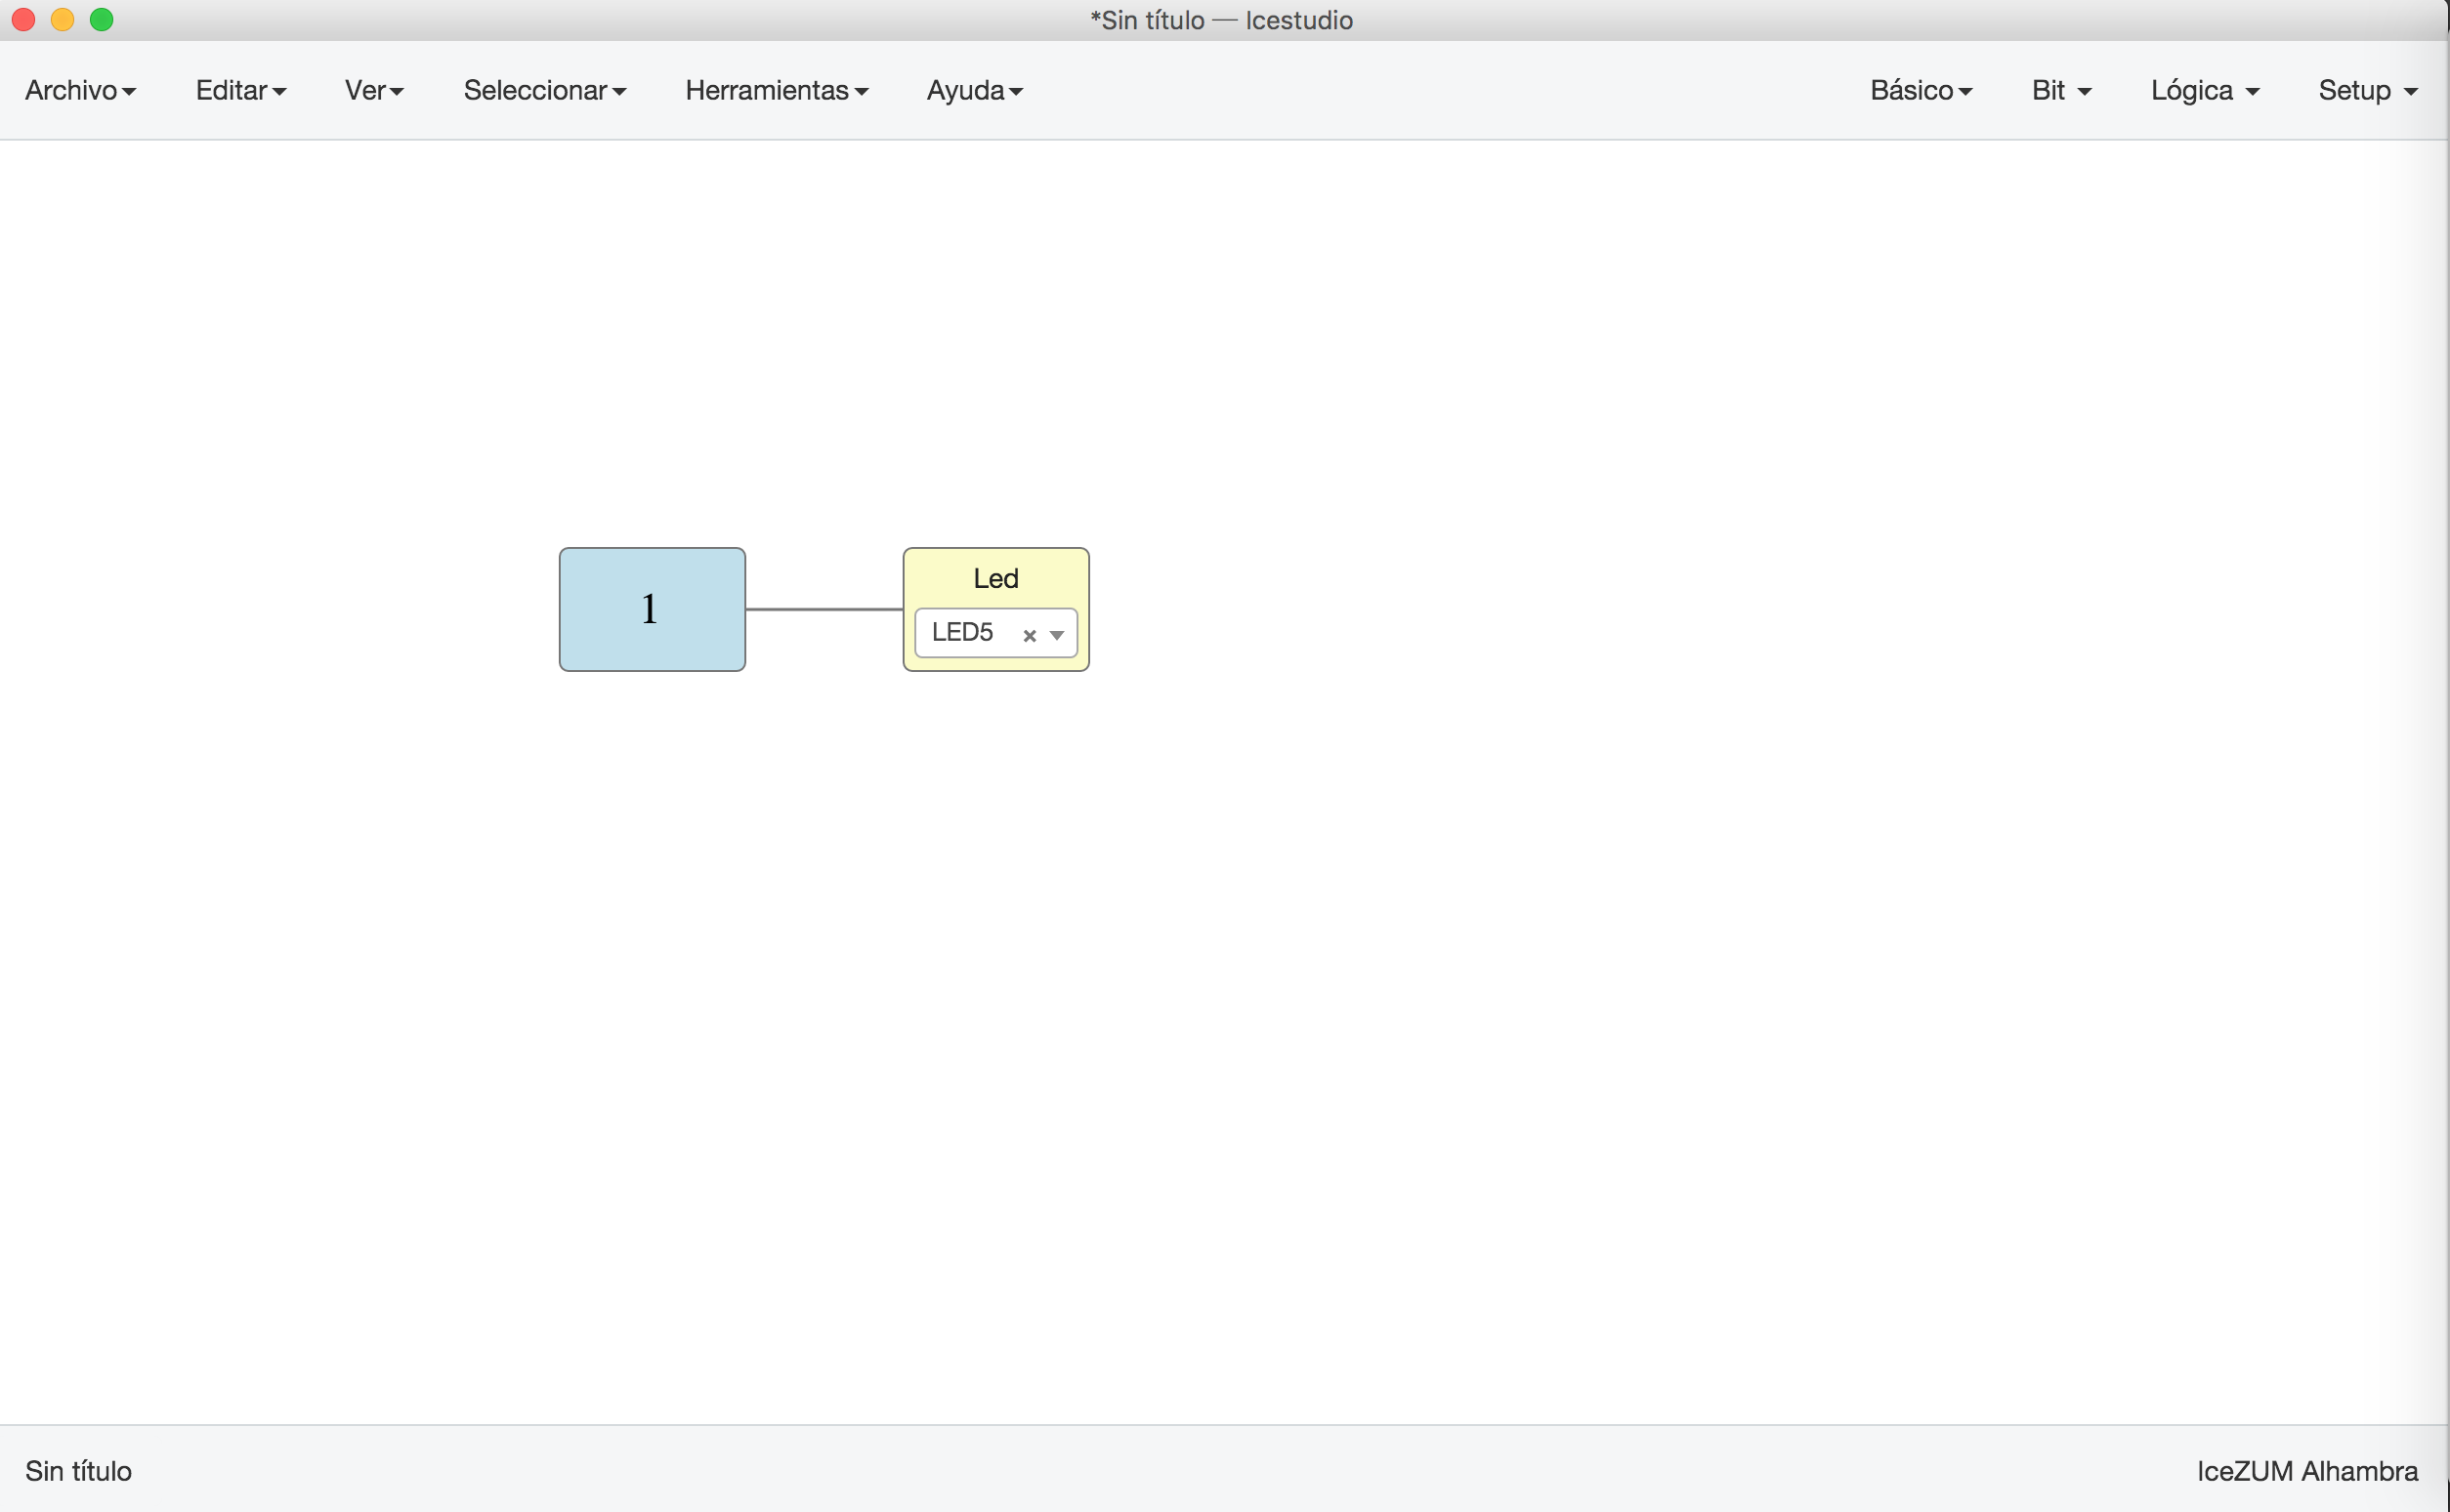 *Sin título — Icestudio
Archivo Editar Ver Seleccionar Herramientas Ayuda Básico Bit Lógica Setup
1
Led
LED5
Sin título
IceZUM Alhambra